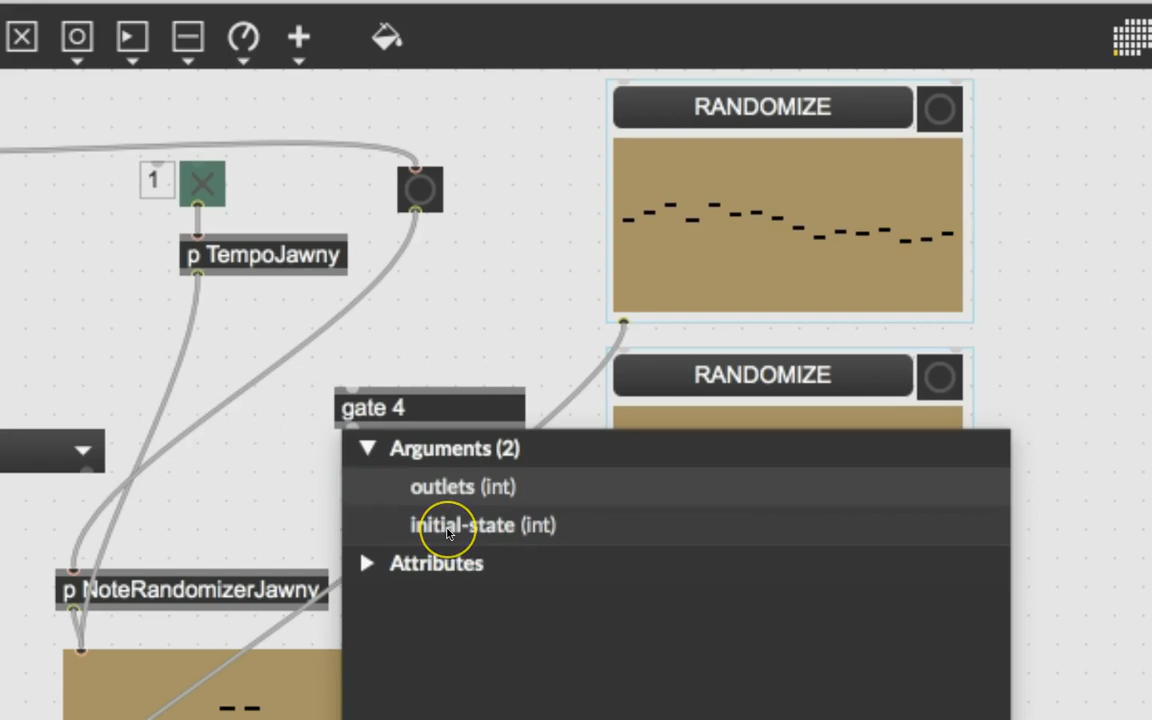 RANDOMIZE
1
p TempoJawny
RANDOMIZE
gate 4
Arguments (2)
outlets (int)
initial-state (int)
Attributes
p NoteRandomizerJawny